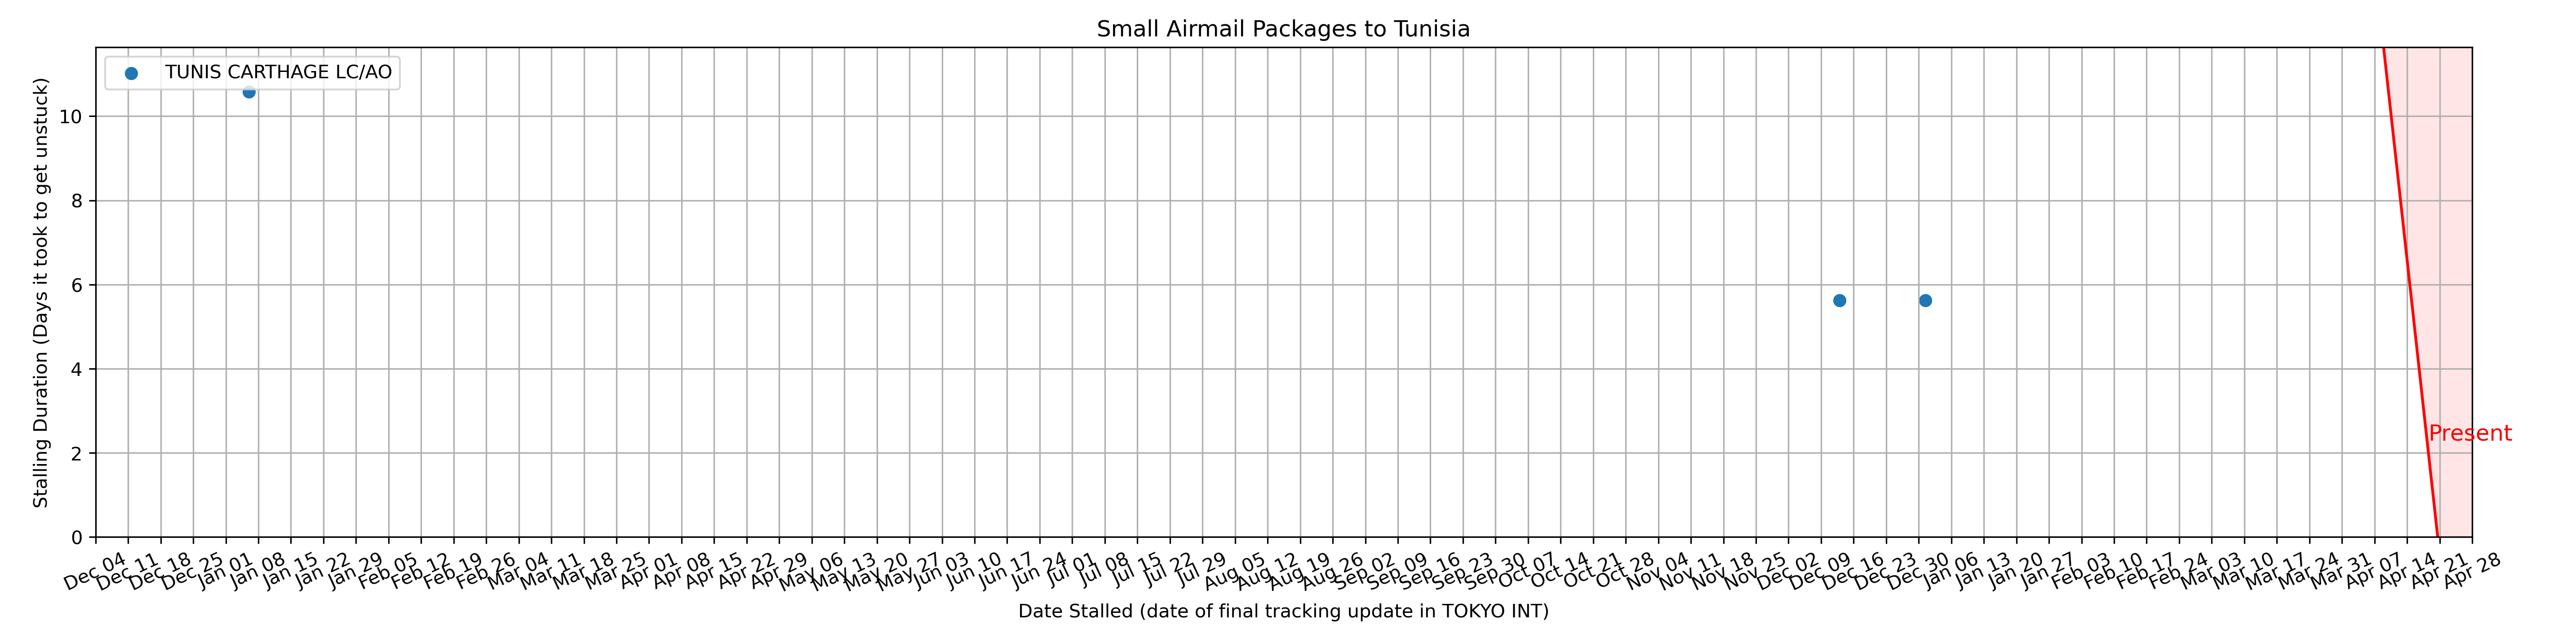 Small Airmail Packages to Tunisia
TUNIS CARTHAGE LC/AO
Stalling Duration (Days it took to get unstuck)
10
8
6
4
2
0
Present
Dec 04
Dec 11
Dec 18
Dec 25
Jan 01
Jan 08
Jan 15
Jan 22
Jan 29
Feb 05
Feb 12
Feb 19
Feb 26
Mar 04
Mar 11
Mar 18
Mar 25
Apr 01
Apr 08
Apr 15
Apr 22
Apr 29
May 06
May 13
May 20
May 27
Jun 03
Jun 10
Jun 17
Jun 24
Jul 01
Jul 08
Jul 15
Jul 22
Jul 29
Aug 05
Aug 12
Aug 19
Aug 26
Sep 02
Sep 09
Sep 16
Sep 23
Sep 30
Oct 07
Oct 14
Oct 21
Oct 28
Nov 04
Nov 11
Nov 18
Nov 25
Dec 02
Dec 09
Dec 16
Dec 23
Dec 30
Jan 06
Jan 13
Jan 20
Jan 27
Feb 03
Feb 10
Feb 17
Feb 24
Mar 03
Mar 10
Mar 17
Mar 24
Mar 31
Apr 07
Apr 14
Apr 21
Apr 28
Date Stalled (date of final tracking update in TOKYO INT)